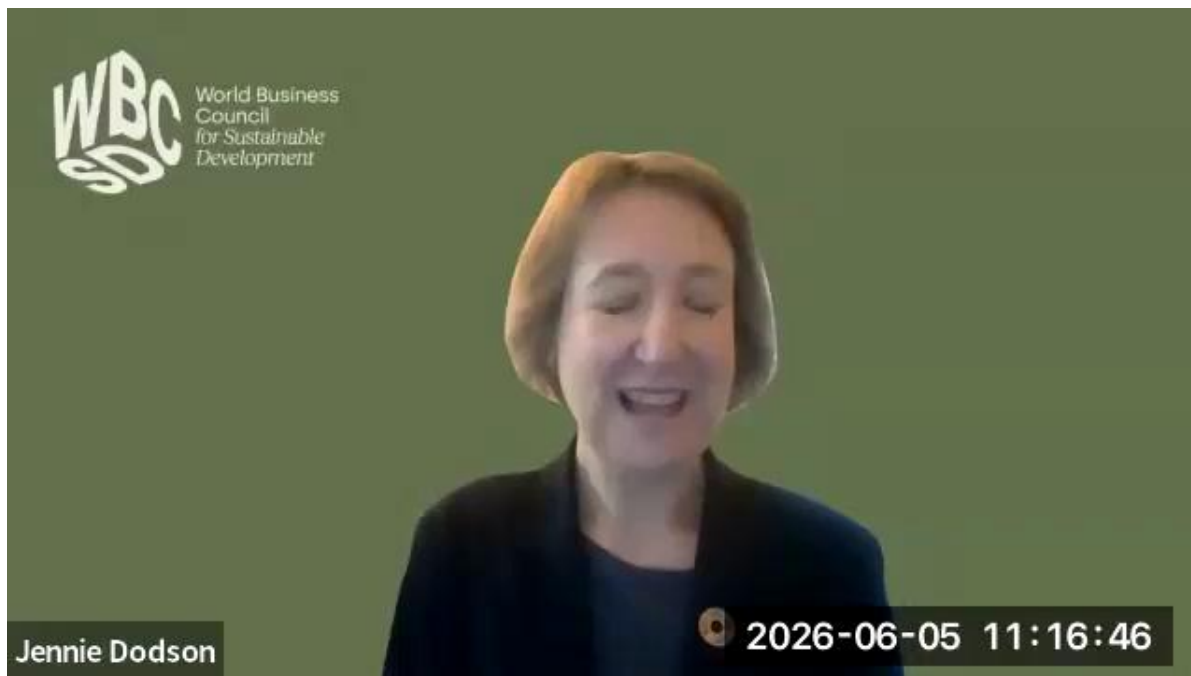 WBC
SD
World Business
Council
for Sustainable
Development
Jennie Dodson
2026-06-05 11:16:46